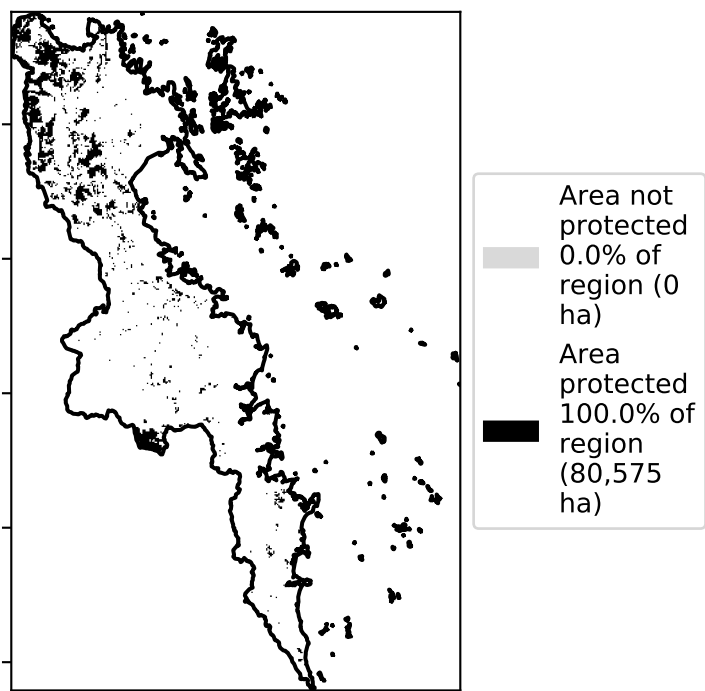 Area not
protected
0.0% of
region (0
ha)
Area
protected
100.0% of
region
(80,575
ha)